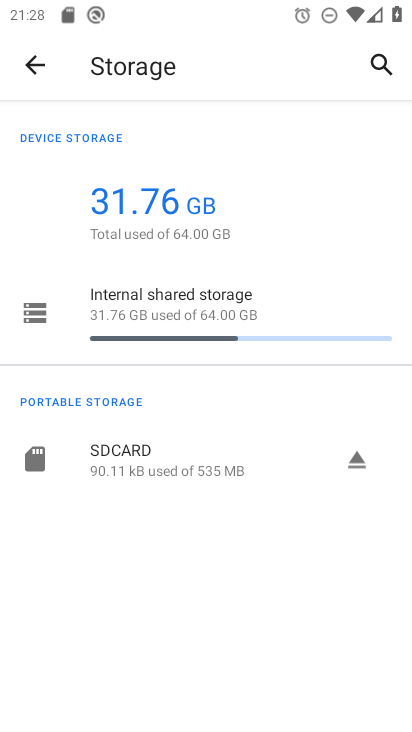 21:28
Storage
DEVICE STORAGE
31.76 GB
Total used of 64.00 GB
Internal shared storage
31.76 GB used of 64.00 GB
PORTABLE STORAGE
SDCARD
90.11 kB used of 535 MB